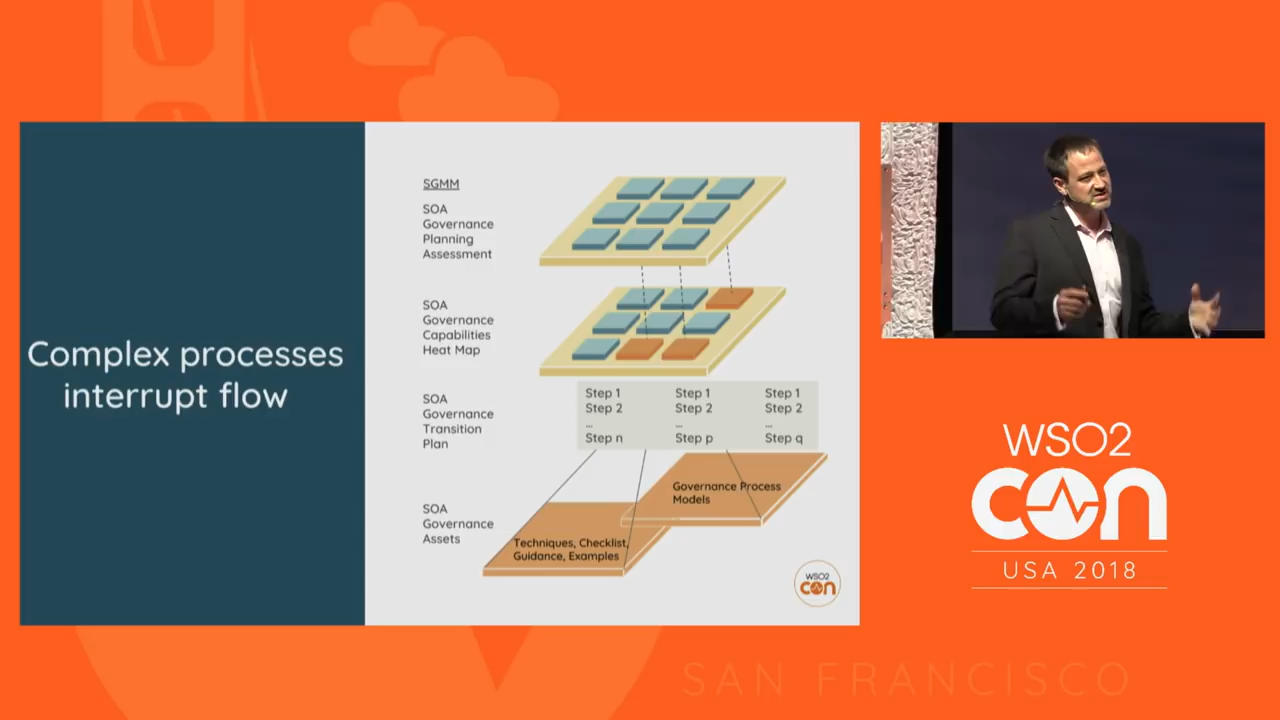 Complex processes
interrupt flow
SGMM
SOA
Governance
Planning
Assessment
SOA
Governance
Capabilities
Heat Map
SOA
Governance
Transition
Plan
Step 1
Step 2
...
Step n
Step 1
Step 2
...
Step p
Step 1
Step 2
...
Step q
SOA
Governance
Assets
Governance Process
Models
Techniques, Checklist,
Guidance, Examples
WSO2
con
WSO2
con
USA 2018
SAN FRANCISCO